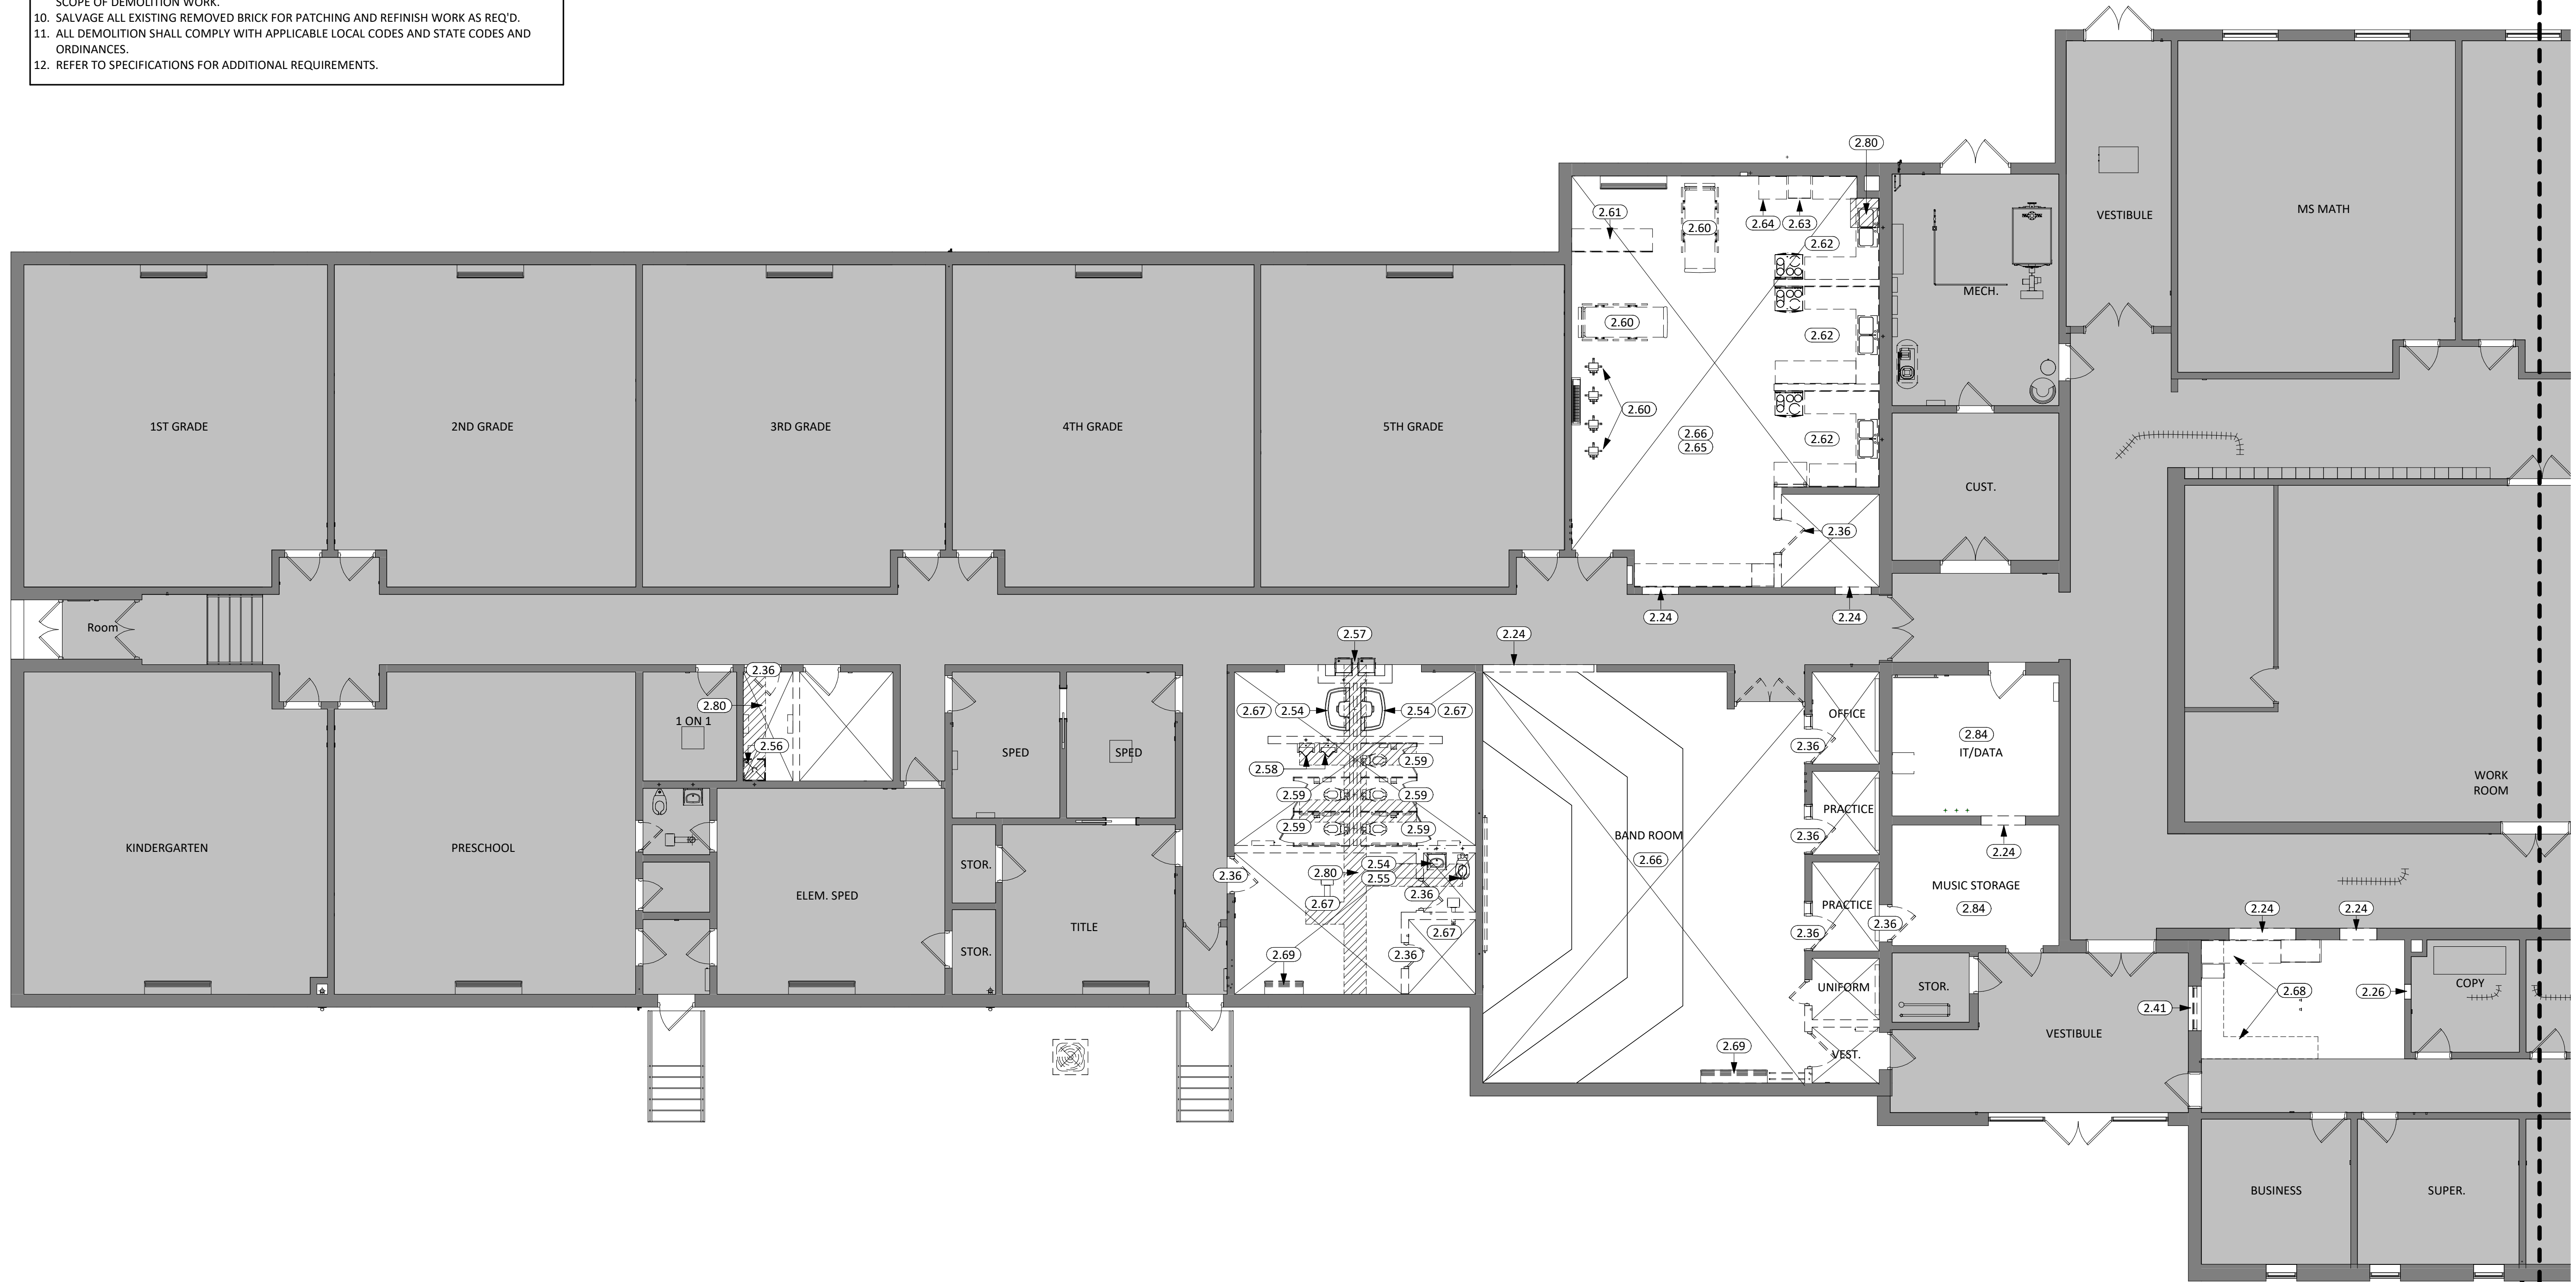 SCOPE OF DEMOLITION WORK.
10. SALVAGE ALL EXISTING REMOVED BRICK FOR PATCHING AND REFINISH WORK AS REQ'D.
11. ALL DEMOLITION SHALL COMPLY WITH APPLICABLE LOCAL CODES AND STATE CODES AND
ORDINANCES.
12. REFER TO SPECIFICATIONS FOR ADDITIONAL REQUIREMENTS.
2.80
VESTIBULE
MS MATH
2.61
2.60
2.64
2.63
2.62
MECH.
2.60
2.62
2.60
1ST GRADE
2ND GRADE
3RD GRADE
4TH GRADE
5TH GRADE
2.66
2.65
2.62
CUST.
2.36
2.24
2.24
Room
2.57
2.24
2.36
2.80
1 ON 1
2.56
2.67
2.54
2.54
2.67
OFFICE
2.84
IT/DATA
SPED
SPED
2.36
2.58
2.59
2.59
2.59
2.59
2.59
PRACTICE
2.36
WORK
ROOM
KINDERGARTEN
PRESCHOOL
BAND ROOM
2.66
2.24
STOR.
2.54
2.80
2.55
2.36
2.36
2.67
ELEM. SPED
MUSIC STORAGE
2.84
PRACTICE
2.36
2.36
2.24
2.24
TITLE
2.67
STOR.
2.69
2.36
UNIFORM
STOR.
2.68
2.26
COPY
2.41
VESTIBULE
2.69
VEST.
BUSINESS
SUPER.